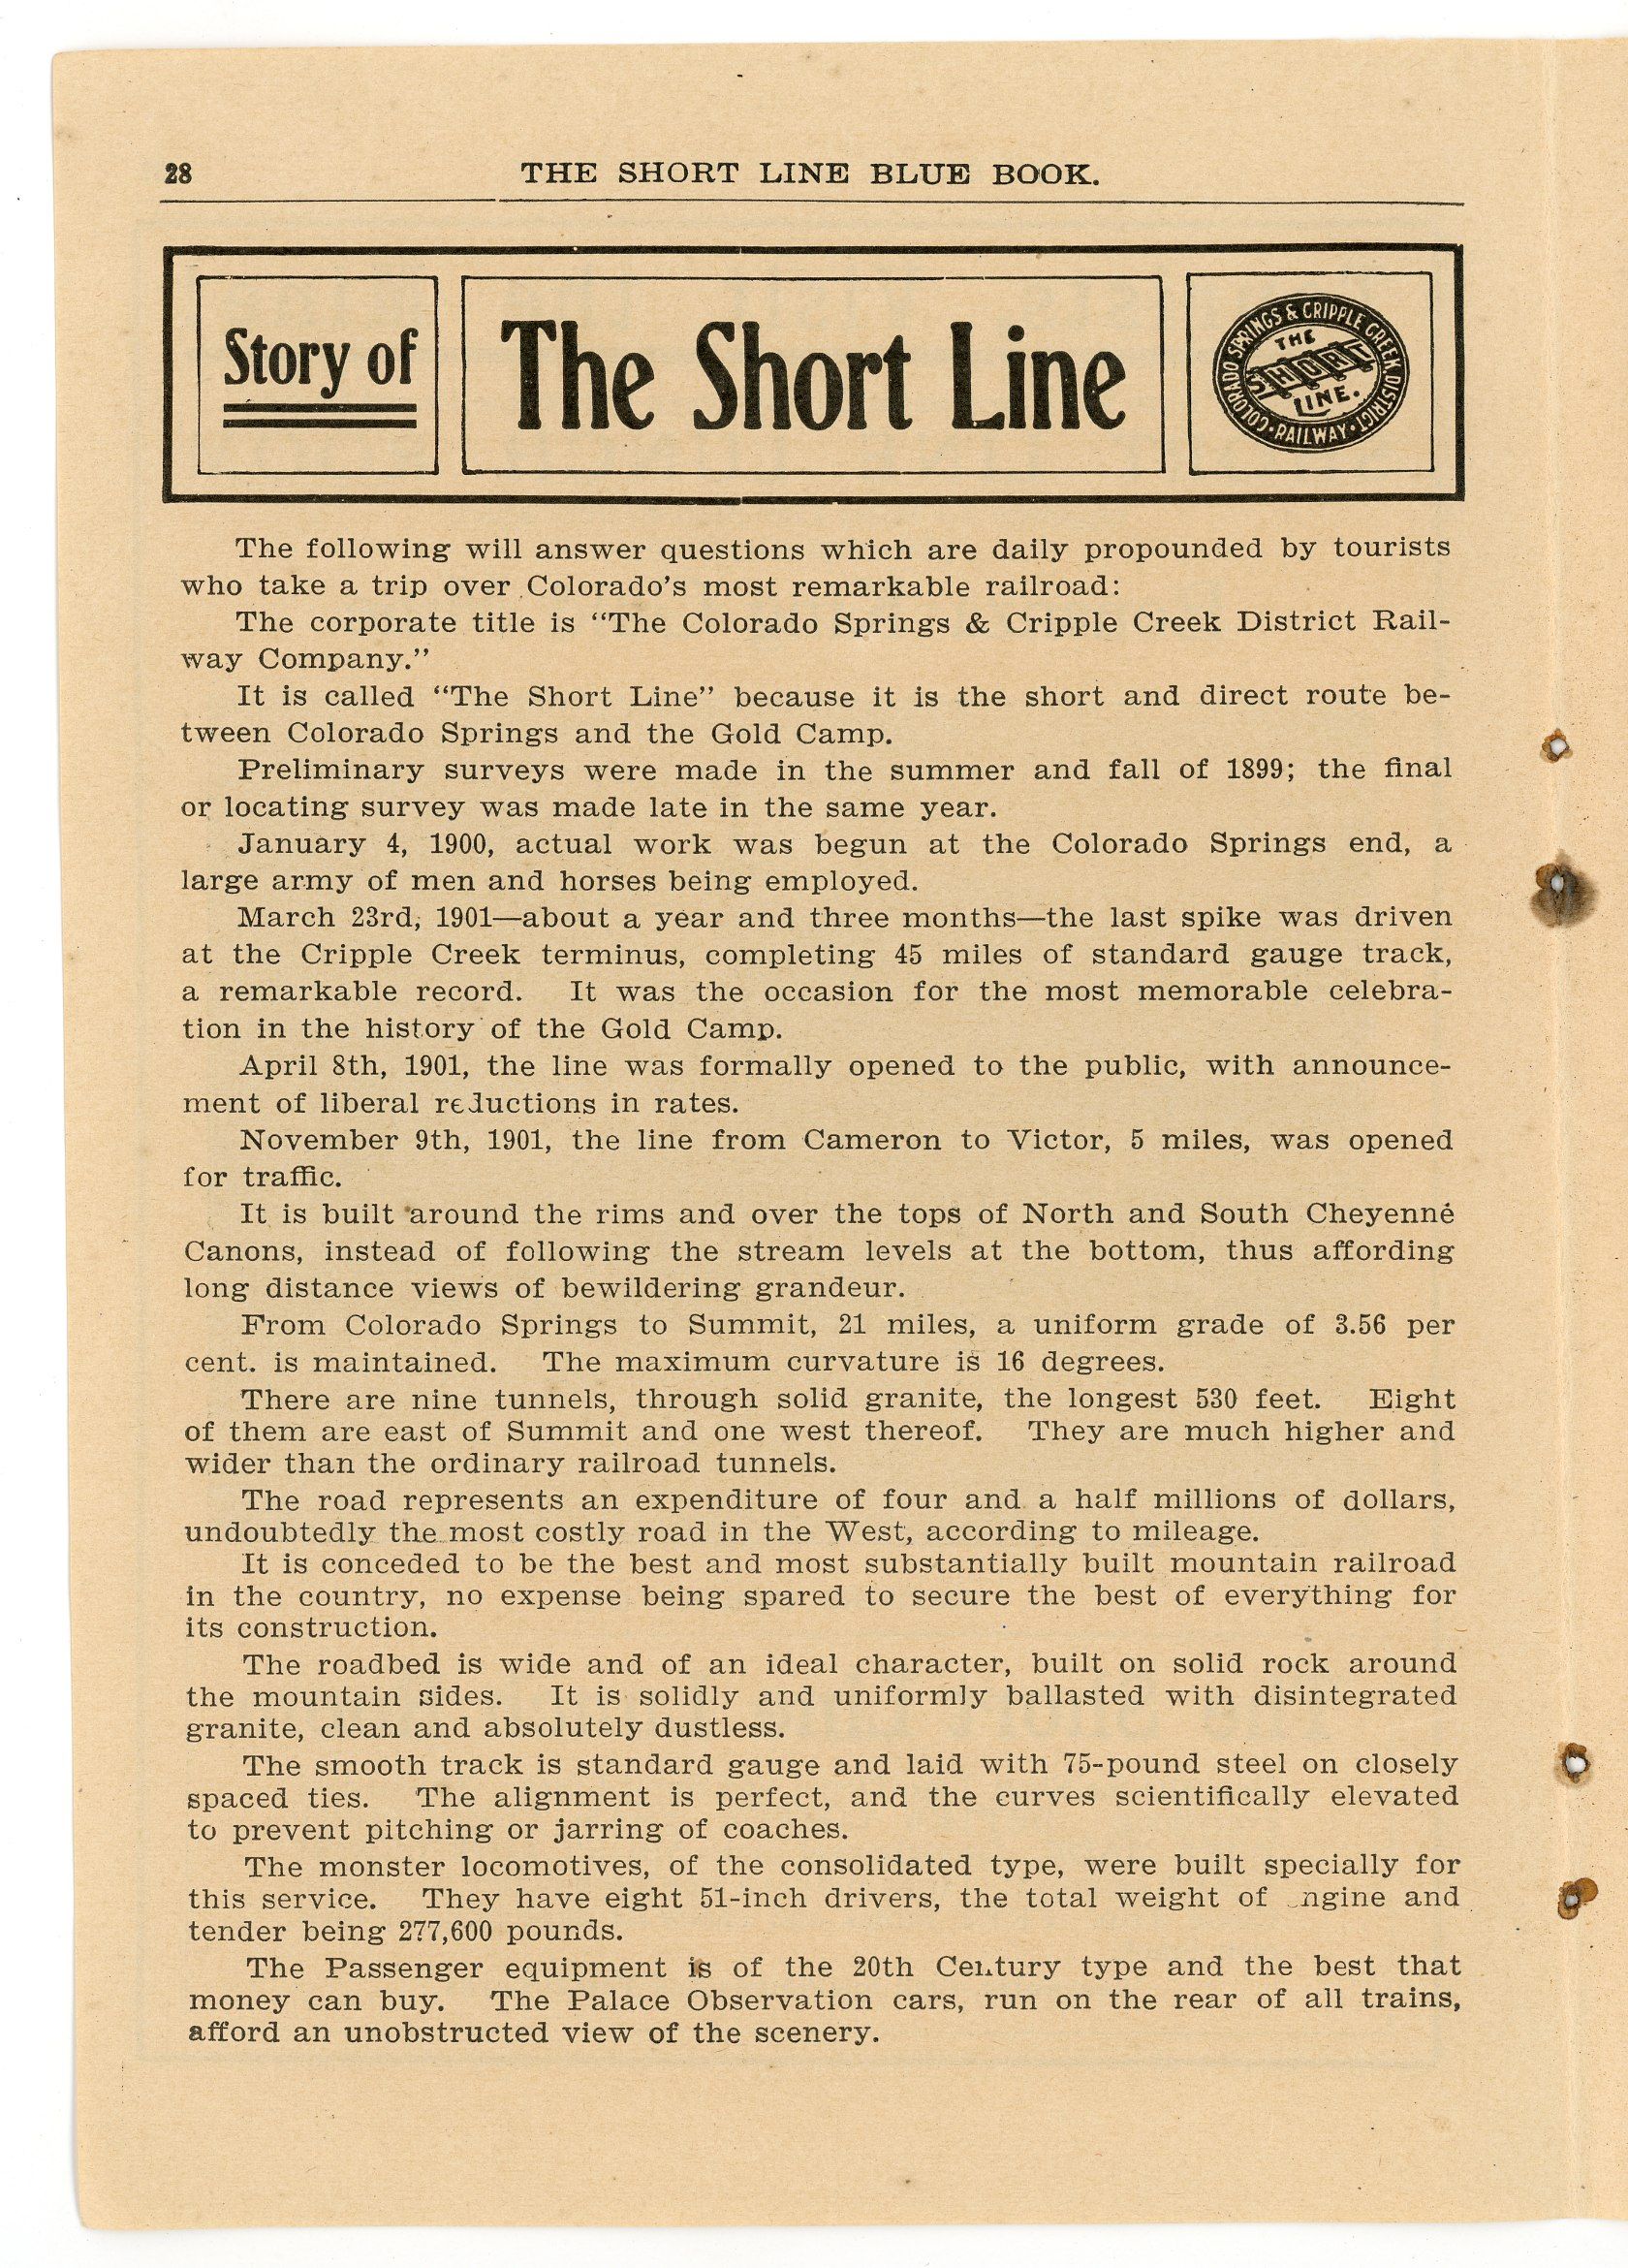 28
THE SHORT LINE BLUE BOOK.
Story of
The Short Line
COLORADO SPRINGS & CRIPPLE CREEK DISTRICT
·RAILWAY·
THE
SHORT
LINE.
The following will answer questions which are daily propounded by tourists
who take a trip over Colorado's most remarkable railroad:
The corporate title is “The Colorado Springs & Cripple Creek District Rail-
way Company.”
It is called “The Short Line” because it is the short and direct route be-
tween Colorado Springs and the Gold Camp.
Preliminary surveys were made in the summer and fall of 1899; the final
or locating survey was made late in the same year.
January 4, 1900, actual work was begun at the Colorado Springs end, a
large army of men and horses being employed.
March 23rd, 1901—about a year and three months—the last spike was driven
at the Cripple Creek terminus, completing 45 miles of standard gauge track,
a remarkable record. It was the occasion for the most memorable celebra-
tion in the history of the Gold Camp.
April 8th, 1901, the line was formally opened to the public, with announce-
ment of liberal reductions in rates.
November 9th, 1901, the line from Cameron to Victor, 5 miles, was opened
for traffic.
It is built around the rims and over the tops of North and South Cheyenné
Canons, instead of following the stream levels at the bottom, thus affording
long distance views of bewildering grandeur.
From Colorado Springs to Summit, 21 miles, a uniform grade of 3.56 per
cent. is maintained. The maximum curvature is 16 degrees.
There are nine tunnels, through solid granite, the longest 530 feet. Eight
of them are east of Summit and one west thereof. They are much higher and
wider than the ordinary railroad tunnels.
The road represents an expenditure of four and a half millions of dollars,
undoubtedly the most costly road in the West, according to mileage.
It is conceded to be the best and most substantially built mountain railroad
in the country, no expense being spared to secure the best of everything for
its construction.
The roadbed is wide and of an ideal character, built on solid rock around
the mountain sides. It is solidly and uniformly ballasted with disintegrated
granite, clean and absolutely dustless.
The smooth track is standard gauge and laid with 75-pound steel on closely
spaced ties. The alignment is perfect, and the curves scientifically elevated
to prevent pitching or jarring of coaches.
The monster locomotives, of the consolidated type, were built specially for
this service. They have eight 51-inch drivers, the total weight of ngine and
tender being 277,600 pounds.
The Passenger equipment is of the 20th Century type and the best that
money can buy. The Palace Observation cars, run on the rear of all trains,
afford an unobstructed view of the scenery.